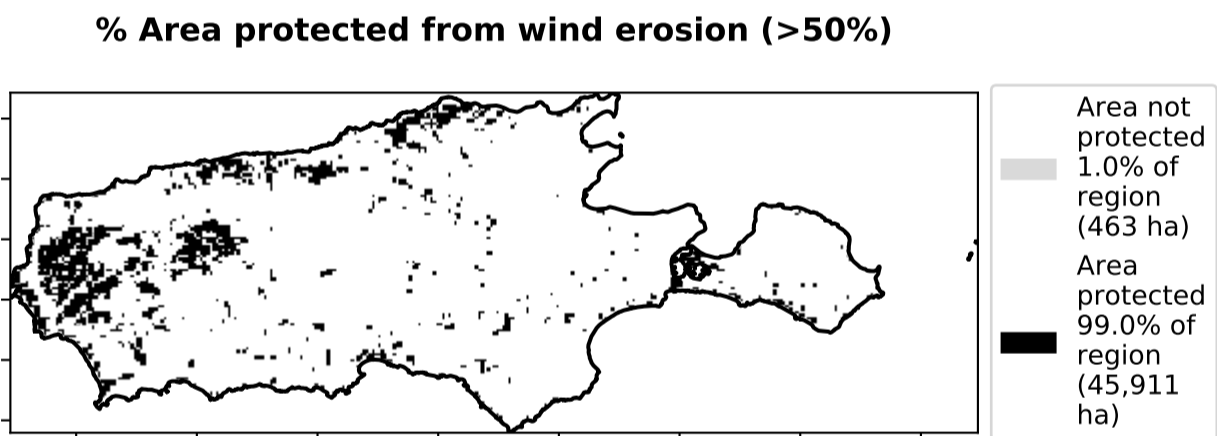 % Area protected from wind erosion (>50%)
Area not
protected
1.0% of
region
(463 ha)
Area
protected
99.0% of
region
(45,911
ha)